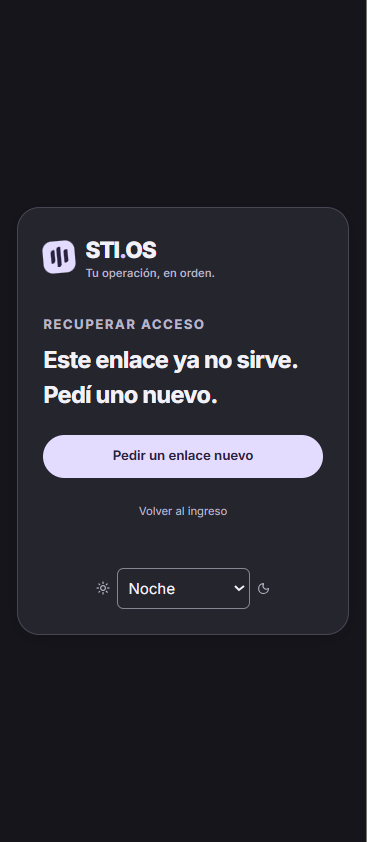 STI.OS
Tu operación, en orden.
RECUPERAR ACCESO
Este enlace ya no sirve.
Pedí uno nuevo.
Pedir un enlace nuevo
Volver al ingreso
Noche